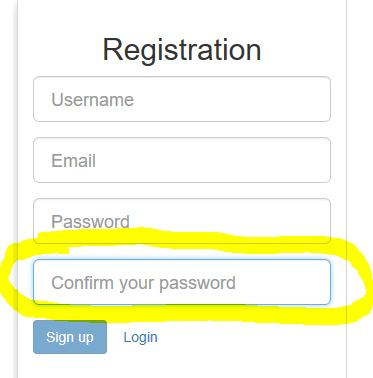 Registration
Username
Email
Password
Confirm your password
Sign up Login